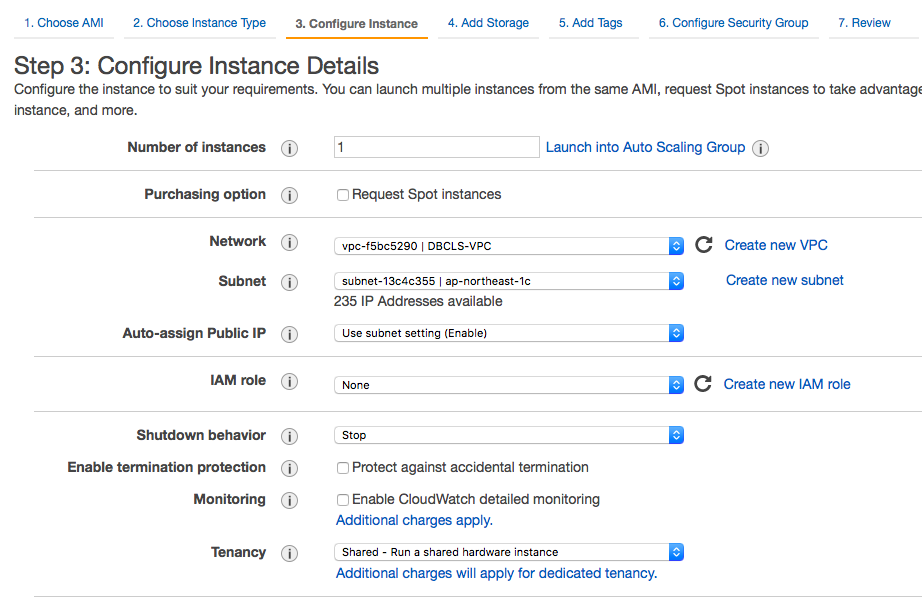 1. Choose AMI 2. Choose Instance Type 3. Configure Instance 4. Add Storage 5. Add Tags 6. Configure Security Group 7. Review
Step 3: Configure Instance Details
Configure the instance to suit your requirements. You can launch multiple instances from the same AMI, request Spot instances to take advantage
instance, and more.
Number of instances i 1 Launch into Auto Scaling Group i
Purchasing option i Request Spot instances
Network i vpc-f5bc5290 | DBCLS-VPC Create new VPC
Subnet i subnet-13c4c355 | ap-northeast-1c Create new subnet
235 IP Addresses available
Auto-assign Public IP i Use subnet setting (Enable)
IAM role i None Create new IAM role
Shutdown behavior i Stop
Enable termination protection i Protect against accidental termination
Monitoring i Enable CloudWatch detailed monitoring
Additional charges apply.
Tenancy i Shared - Run a shared hardware instance
Additional charges will apply for dedicated tenancy.